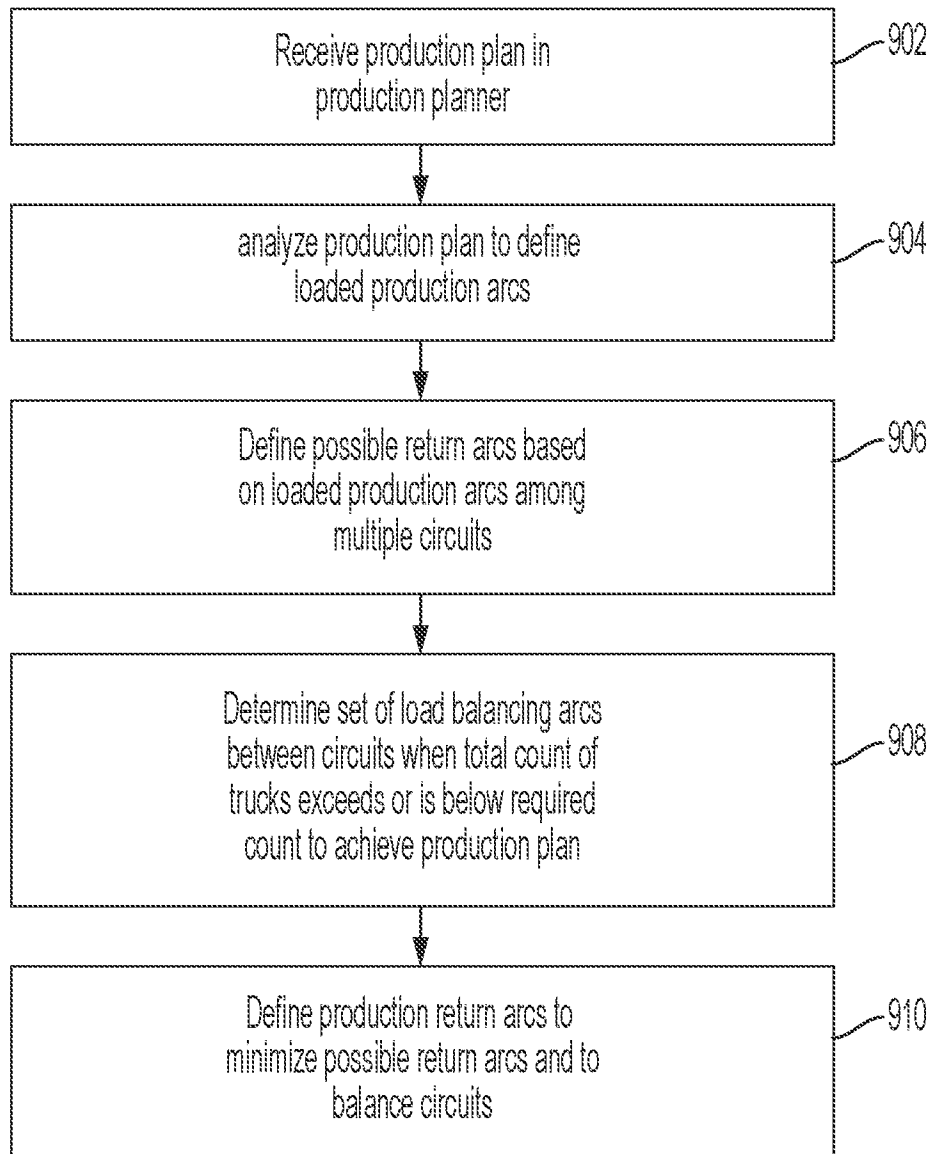 Receive production plan in
production planner
902
analyze production plan to define
loaded production arcs
904
Define possible return arcs based
on loaded production arcs among
multiple circuits
906
Determine set of load balancing arcs
between circuits when total count of
trucks exceeds or is below required
count to achieve production plan
908
Define production return arcs to
minimize possible return arcs and to
balance circuits
910